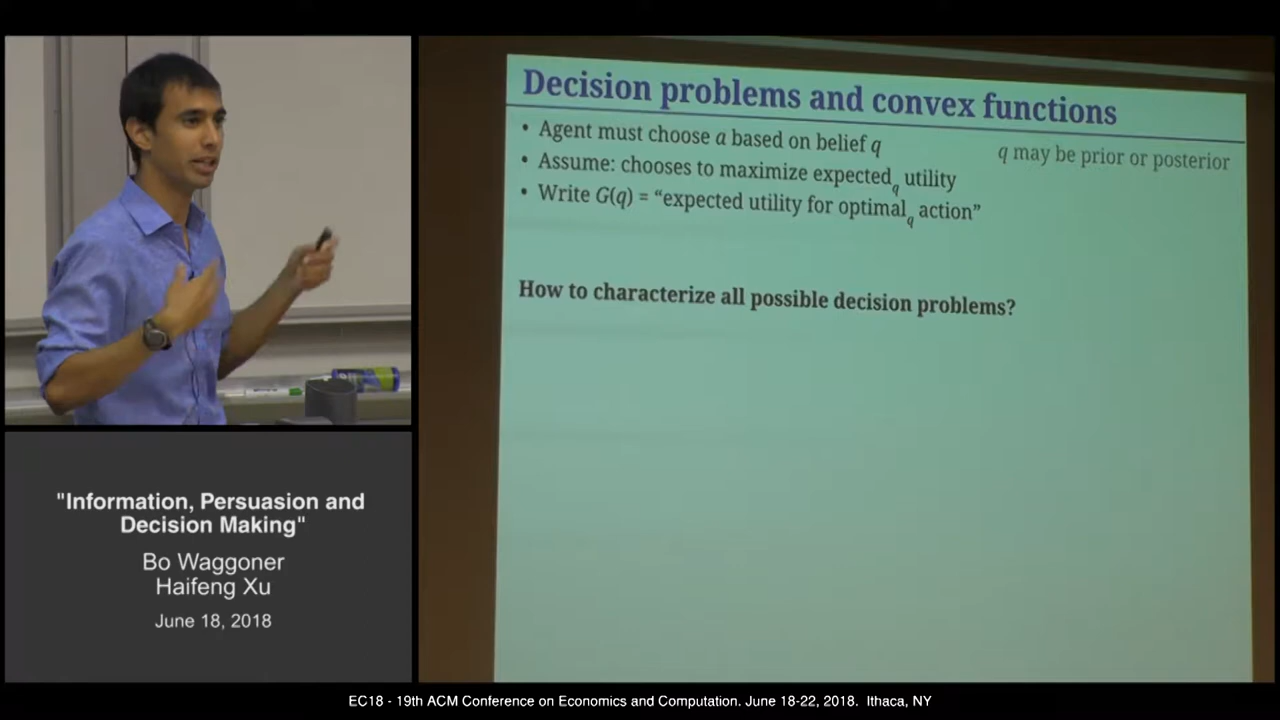 Decision problems and convex functions
• Agent must choose a based on belief q
q may be prior or posterior
• Assume: chooses to maximize expected_q utility
• Write G(q) = “expected utility for optimal_q action”
How to characterize all possible decision problems?
"Information, Persuasion and
Decision Making"
Bo Waggoner
Haifeng Xu
June 18, 2018
EC18 - 19th ACM Conference on Economics and Computation. June 18-22, 2018. Ithaca, NY